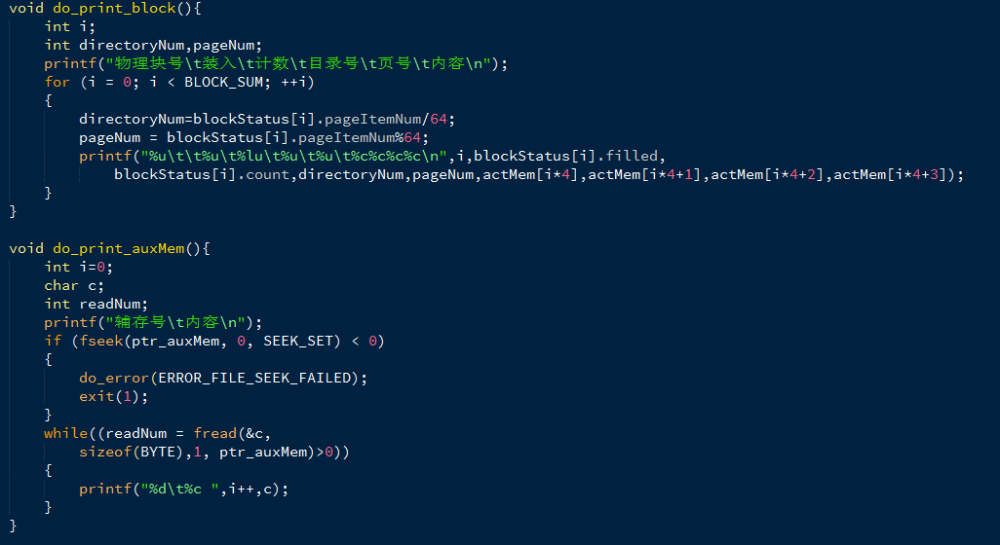 void do_print_block(){
    int i;
    int directoryNum,pageNum;
    printf("物理块号\t装入\t计数\t目录号\t页号\t内容\n");
    for (i = 0; i < BLOCK_SUM; ++i)
    {
        directoryNum=blockStatus[i].pageItemNum/64;
        pageNum = blockStatus[i].pageItemNum%64;
        printf("%u\t\t%u\t%lu\t%u\t%u\t%c%c%c%c\n",i,blockStatus[i].filled,
            blockStatus[i].count,directoryNum,pageNum,actMem[i*4],actMem[i*4+1],actMem[i*4+2],actMem[i*4+3]);
    }
}
void do_print_auxMem(){
    int i=0;
    char c;
    int readNum;
    printf("辅存号\t内容\n");
    if (fseek(ptr_auxMem, 0, SEEK_SET) < 0)
    {
        do_error(ERROR_FILE_SEEK_FAILED);
        exit(1);
    }
    while((readNum = fread(&c,
        sizeof(BYTE),1, ptr_auxMem)>0))
    {
        printf("%d\t%c ",i++,c);
    }
}